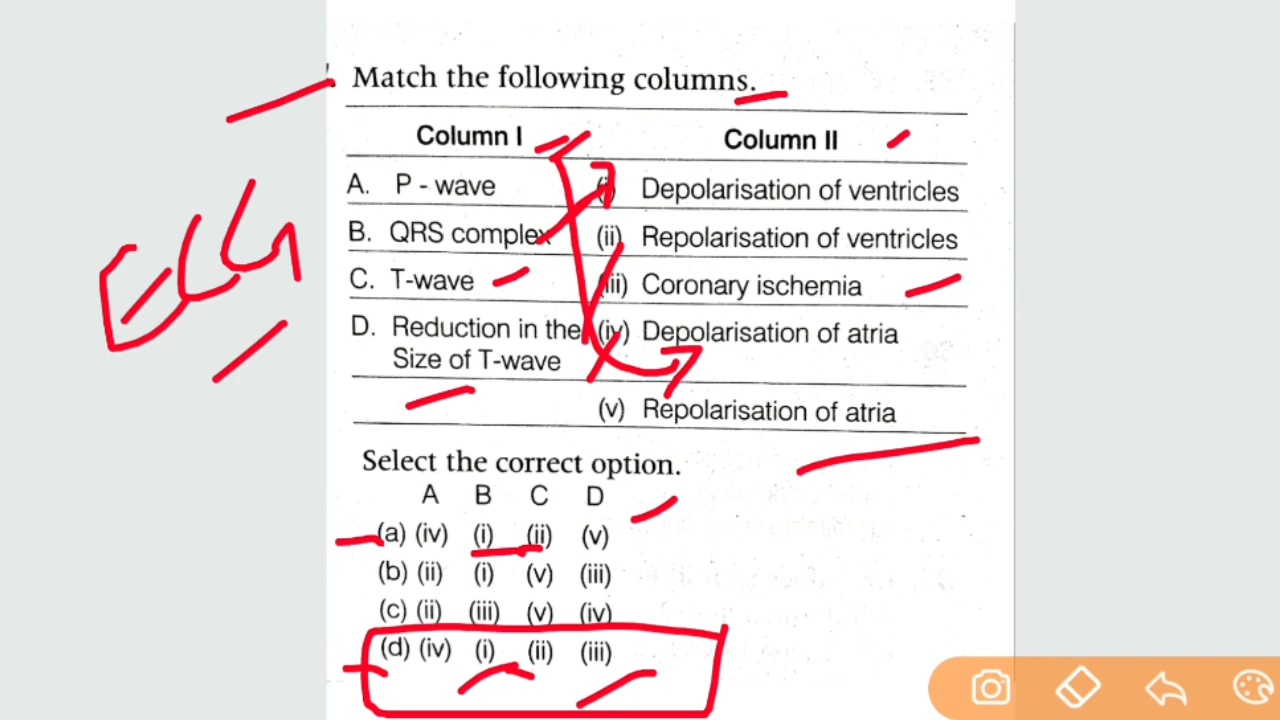 Match the following columns.
Column I Column II
A. P - wave (i) Depolarisation of ventricles
B. QRS complex (ii) Repolarisation of ventricles
C. T-wave (iii) Coronary ischemia
D. Reduction in the (iv) Depolarisation of atria
Size of T-wave
(v) Repolarisation of atria
Select the correct option.
A B C D
(a) (iv) (i) (ii) (v)
(b) (ii) (i) (v) (iii)
(c) (ii) (iii) (v) (iv)
(d) (iv) (i) (ii) (iii)
ECG